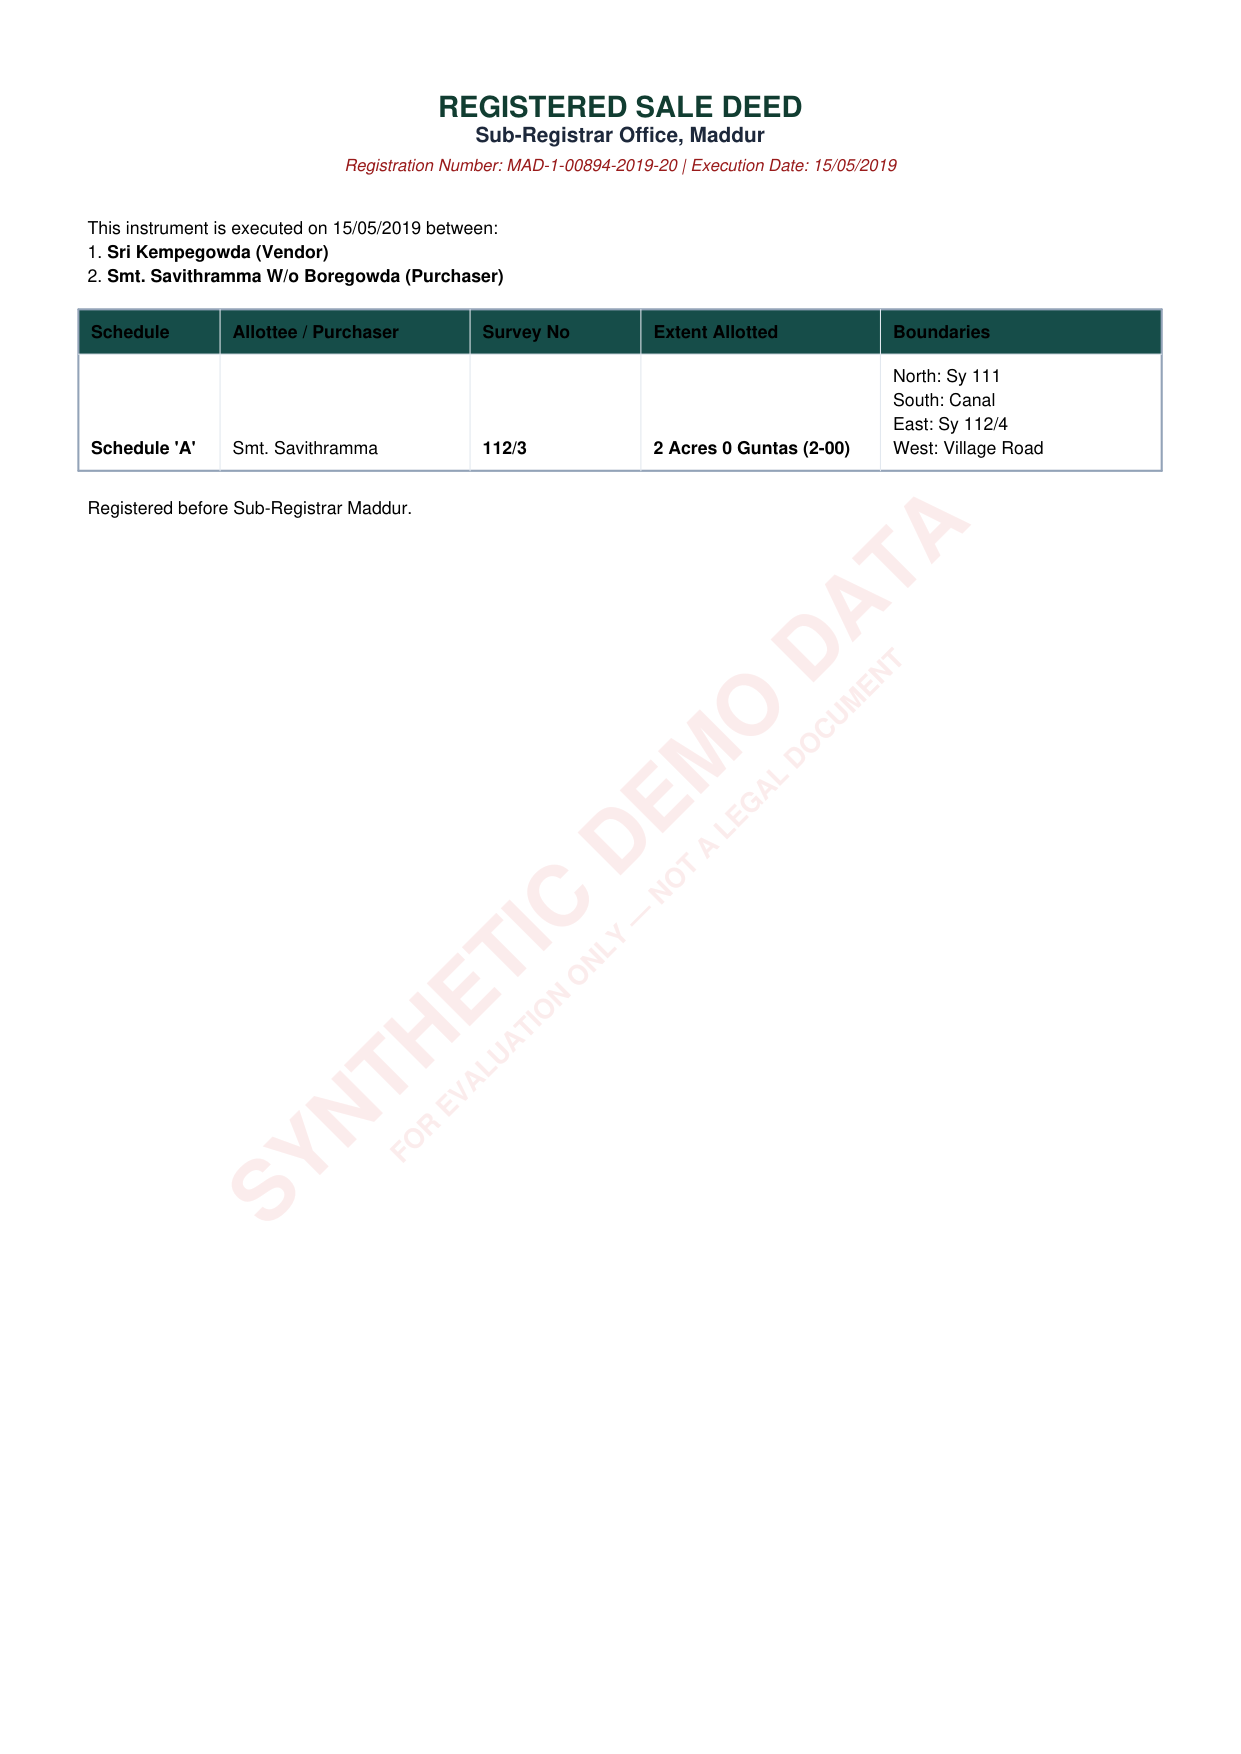 REGISTERED SALE DEED
Sub-Registrar Office, Maddur
Registration Number: MAD-1-00894-2019-20 | Execution Date: 15/05/2019
This instrument is executed on 15/05/2019 between:
1. Sri Kempegowda (Vendor)
2. Smt. Savithramma W/o Boregowda (Purchaser)
Schedule Allottee / Purchaser Survey No Extent Allotted Boundaries
North: Sy 111
South: Canal
East: Sy 112/4
Schedule 'A' Smt. Savithramma 112/3 2 Acres 0 Guntas (2-00) West: Village Road
Registered before Sub-Registrar Maddur.
SYNTHETIC DEMO DATA
FOR EVALUATION ONLY — NOT A LEGAL DOCUMENT